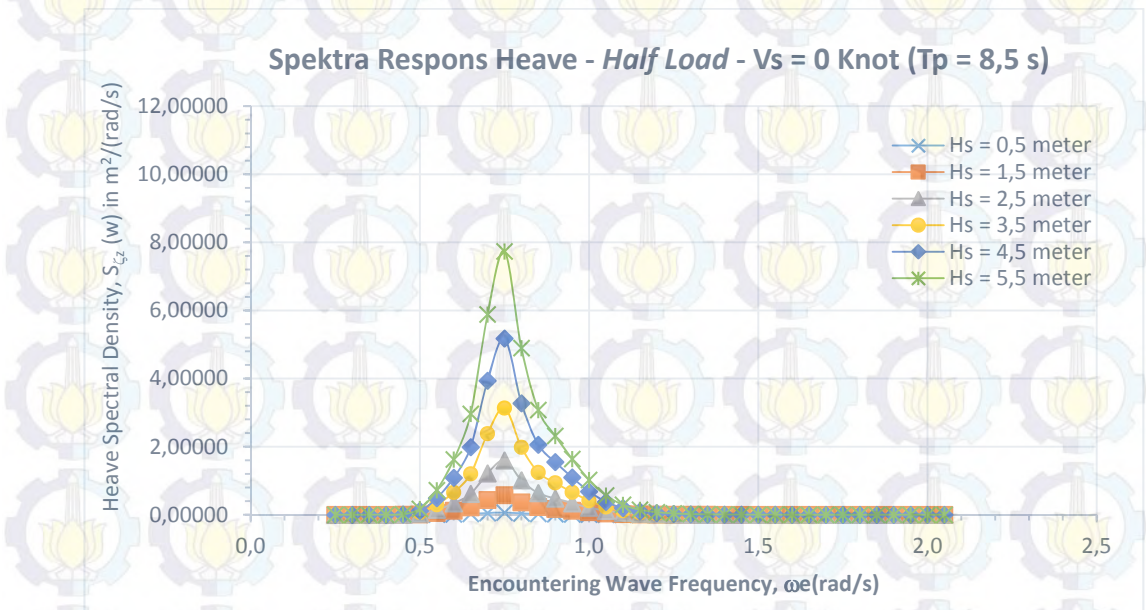 Spektra Respons Heave - Half Load - Vs = 0 Knot (Tp = 8,5 s)
Heave Spectral Density, Sζz (w) in m²/(rad/s)
12,00000
10,00000
8,00000
6,00000
4,00000
2,00000
0,00000
Hs = 0,5 meter
Hs = 1,5 meter
Hs = 2,5 meter
Hs = 3,5 meter
Hs = 4,5 meter
Hs = 5,5 meter
0,0 0,5 1,0 1,5 2,0 2,5
Encountering Wave Frequency, ωe(rad/s)